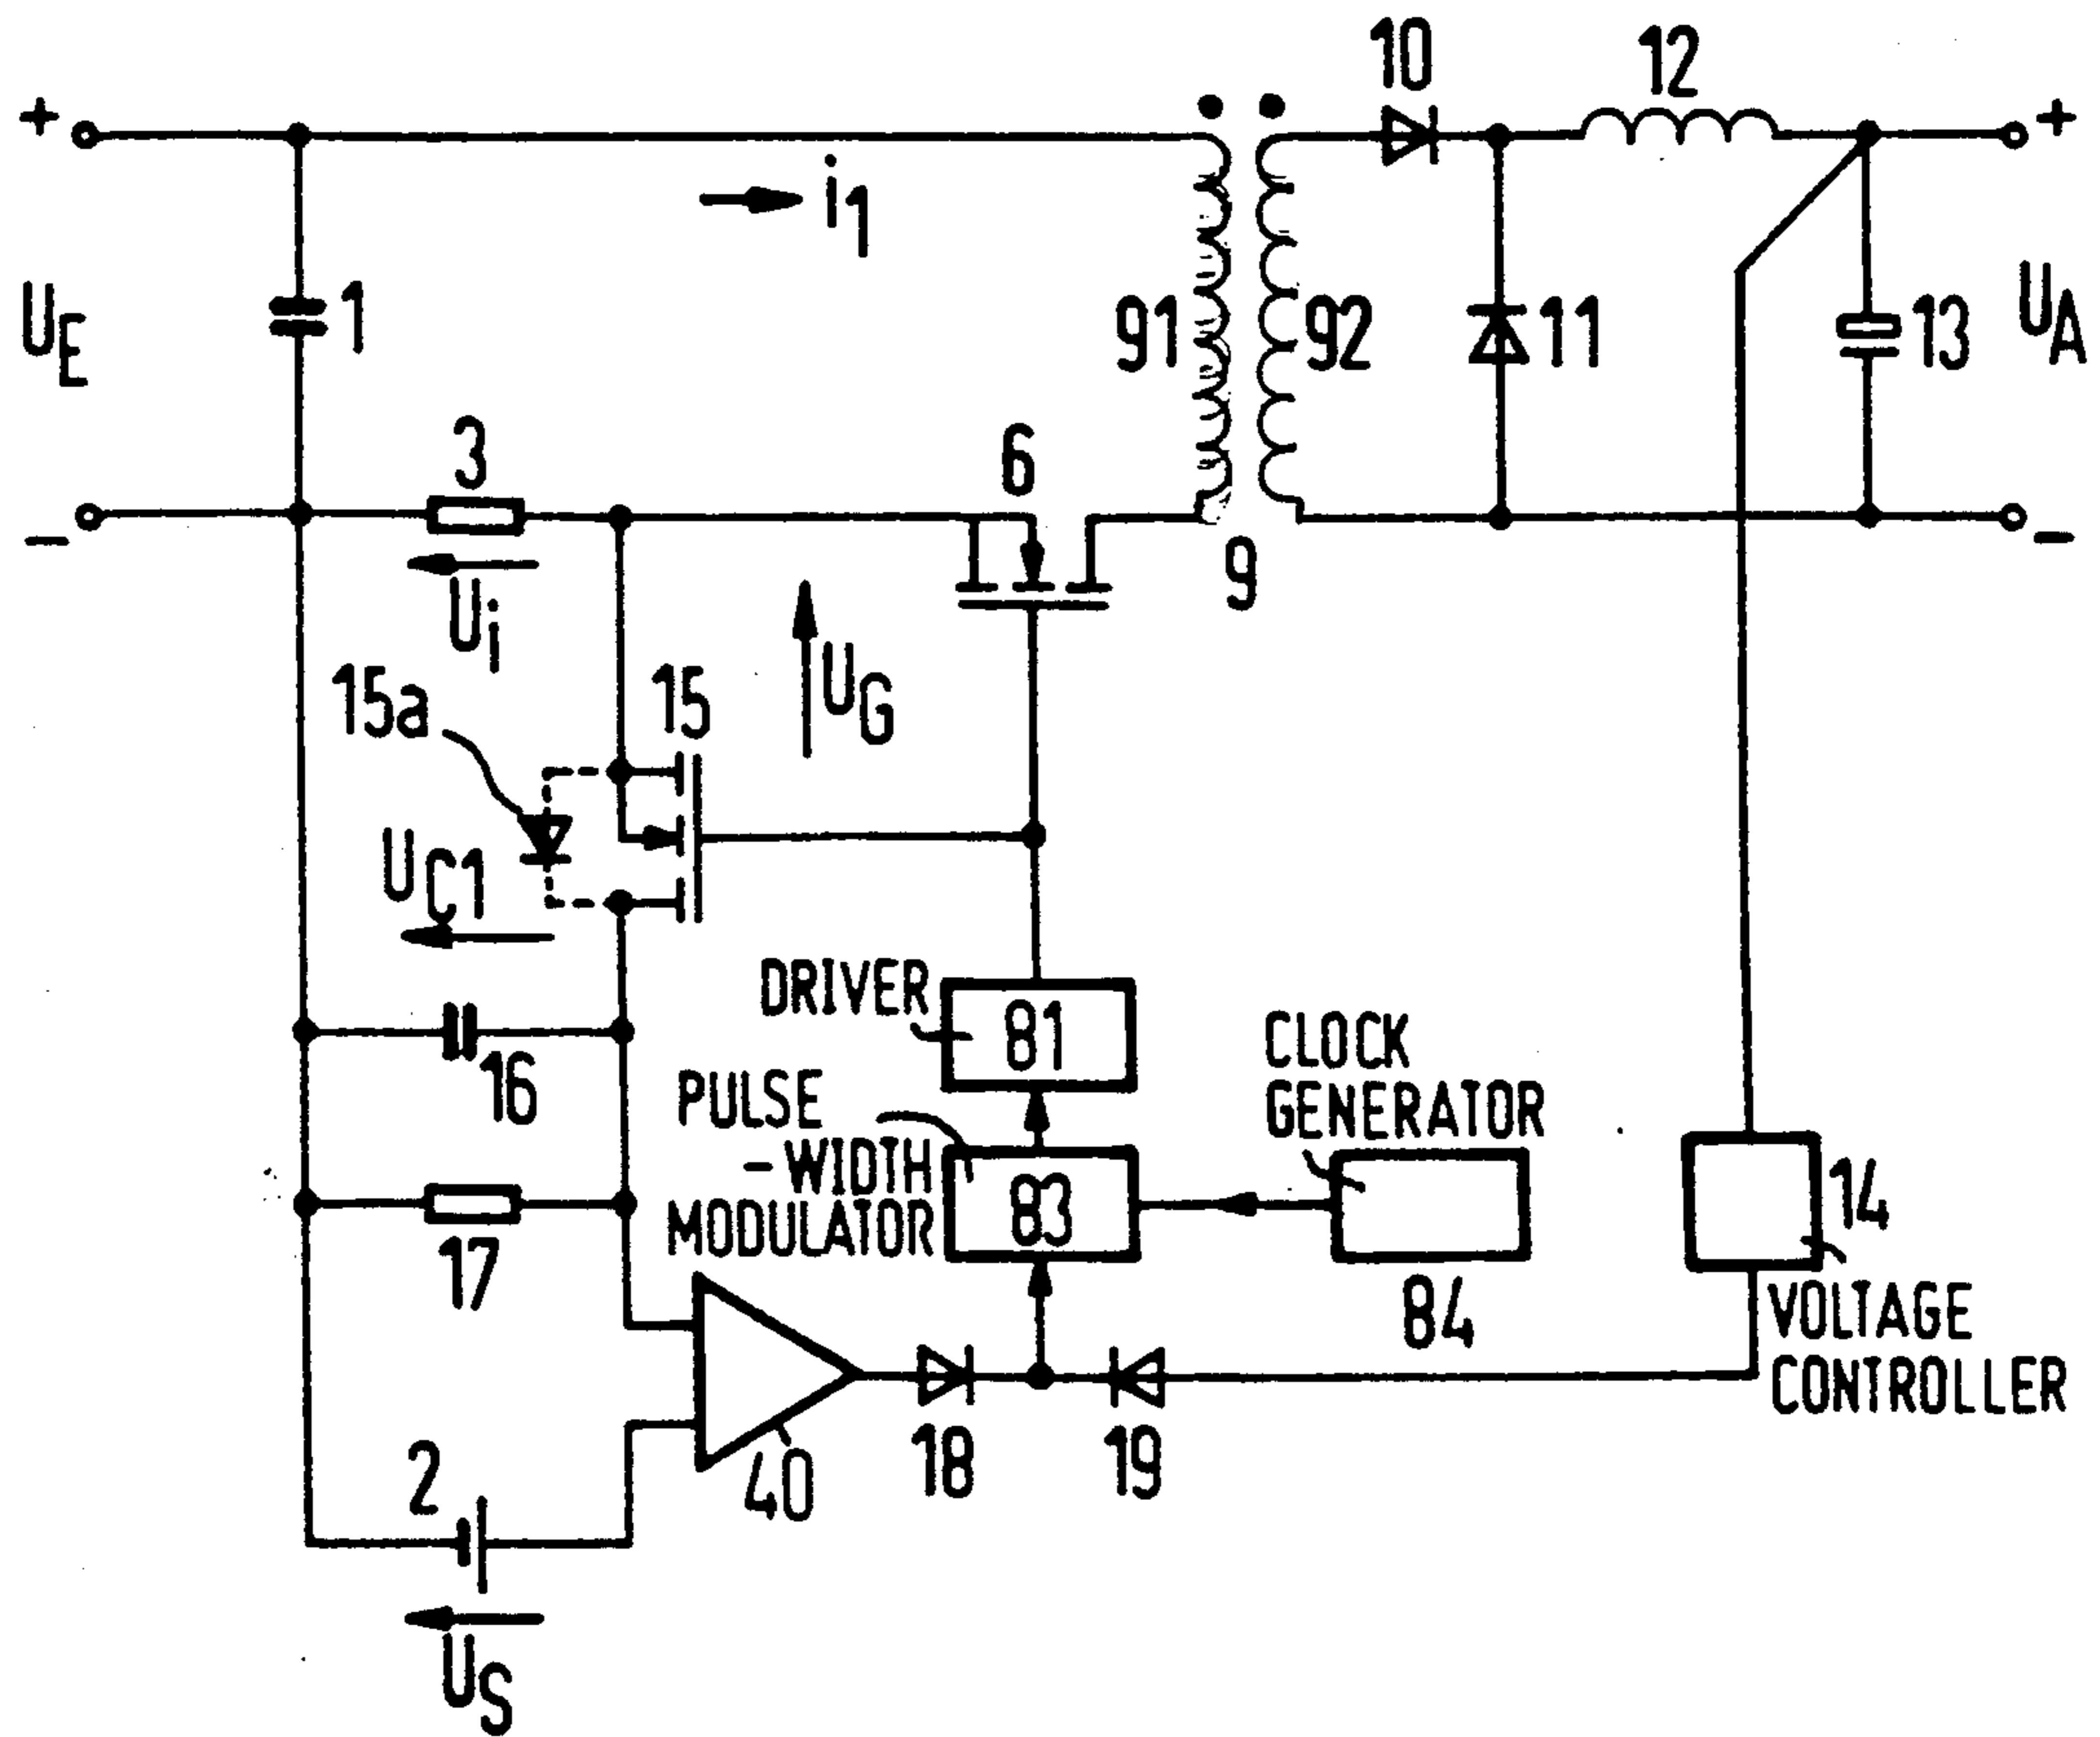 10
12
+
+
i1
UE
1
91
92
11
13
UA
3
6
−
−
9
Ui
15a
15
UG
UC1
DRIVER
81
16
CLOCK
GENERATOR
PULSE
-WIDTH
MODULATOR
83
14
17
84
VOLTAGE
CONTROLLER
2
40
18
19
US